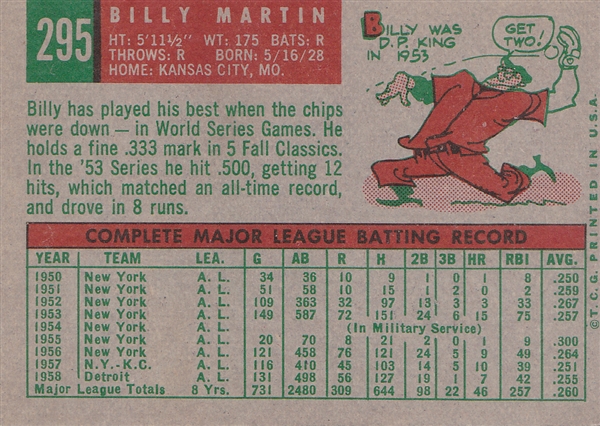 295
BILLY MARTIN
HT: 5'11½" WT: 175 BATS: R
THROWS: R BORN: 5/16/28
HOME: KANSAS CITY, MO.
BILLY WAS
D.P. KING
IN 1953
GET
TWO!
Billy has played his best when the chips
were down — in World Series Games. He
holds a fine .333 mark in 5 Fall Classics.
In the '53 Series he hit .500, getting 12
hits, which matched an all-time record,
and drove in 8 runs.
COMPLETE MAJOR LEAGUE BATTING RECORD
YEAR TEAM LEA. G AB R H 2B 3B HR RBI AVG.
1950 New York A. L. 34 36 10 9 1 0 1 8 .250
1951 New York A. L. 51 58 10 15 1 2 0 2 .259
1952 New York A. L. 109 363 32 97 13 3 3 33 .267
1953 New York A. L. 149 587 72 151 24 6 15 75 .257
1954 New York A. L. (In Military Service)
1955 New York A. L. 20 70 8 21 2 0 1 9 .300
1956 New York A. L. 121 458 76 121 24 5 9 49 .264
1957 N.Y.-K.C. A. L. 116 410 45 103 14 5 10 39 .251
1958 Detroit A. L. 131 498 56 127 19 1 7 42 .255
Major League Totals 8 Yrs. 731 2480 309 644 98 22 46 257 .260
©T.C.G. PRINTED IN U.S.A.